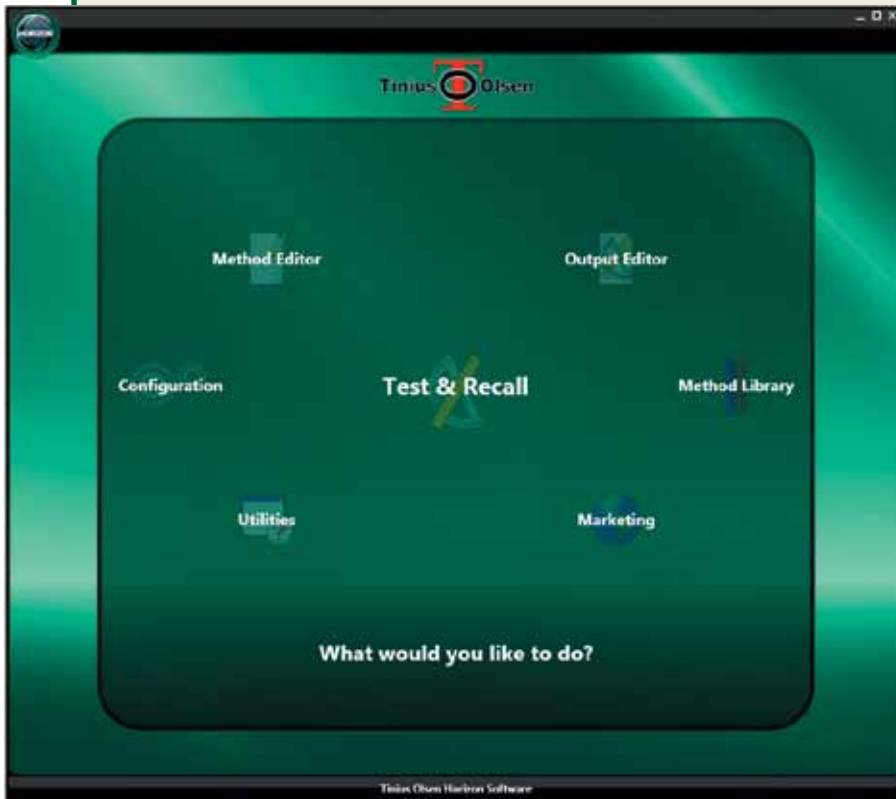 HORIZON
Tinius Olsen
Method Editor
Output Editor
Configuration
Test & Recall
Method Library
Utilities
Marketing
What would you like to do?
Tinius Olsen Horizon Software